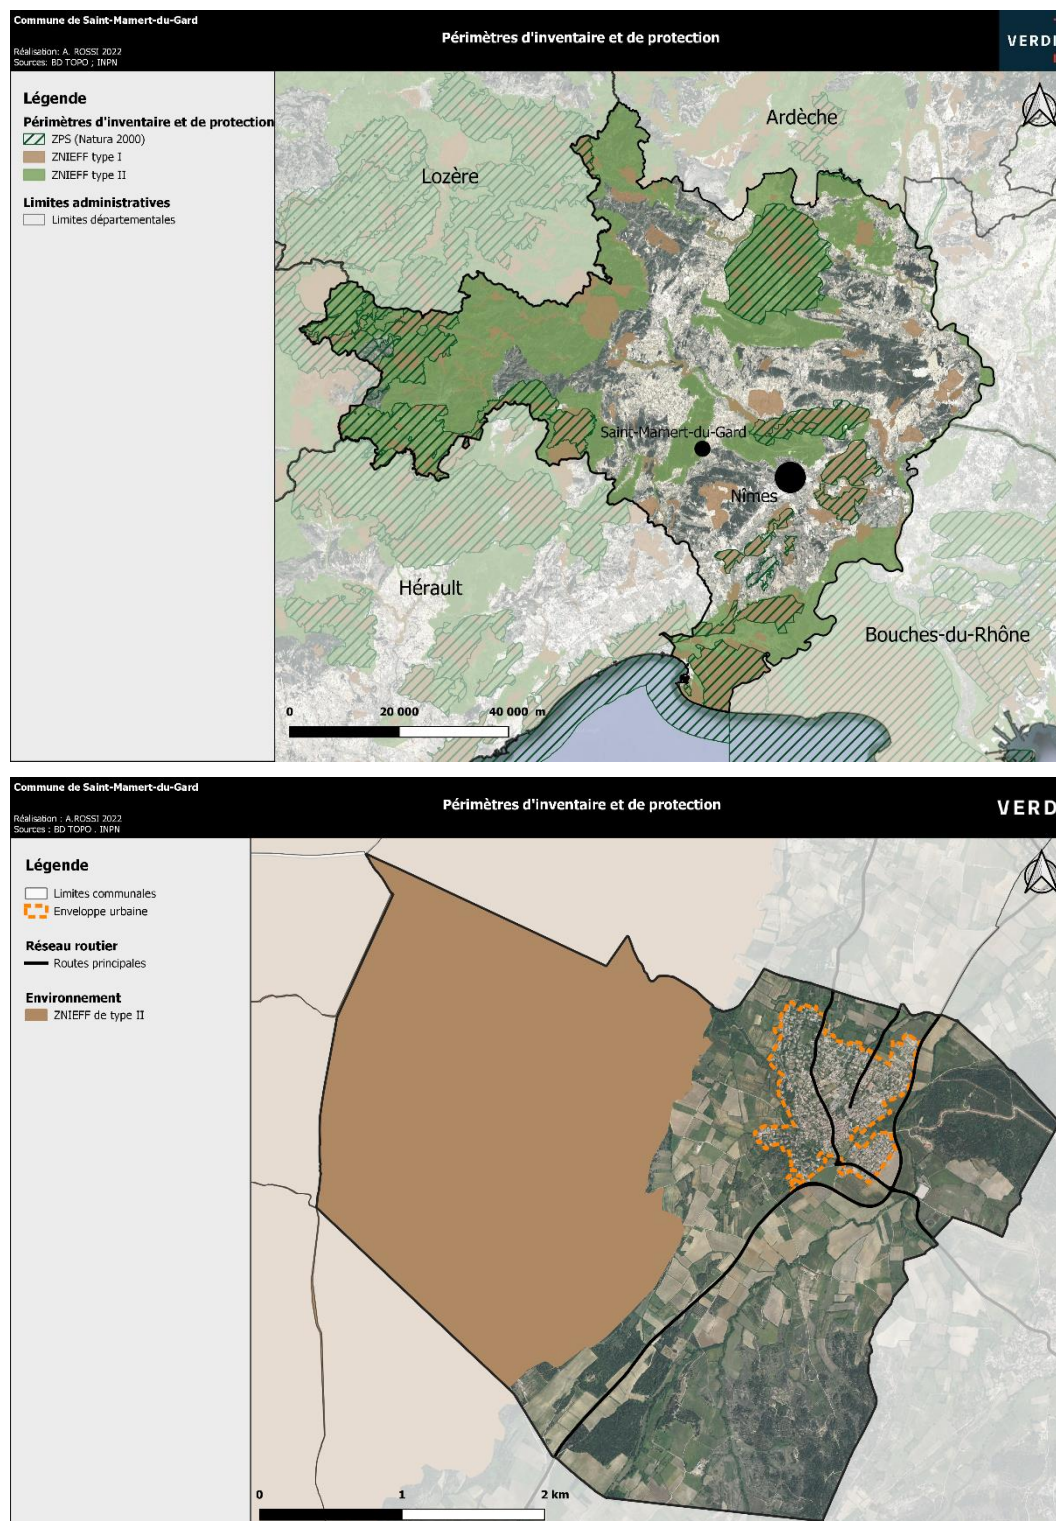 Commune de Saint-Mamert-du-Gard
Périmètres d'inventaire et de protection
VERDI
Réalisation: A. ROSSI 2022
Sources: BD TOPO ; INPN
Légende
Périmètres d'inventaire et de protection
ZPS (Natura 2000)
ZNIEFF type I
ZNIEFF type II
Limites administratives
Limites départementales
Ardèche
Lozère
Saint-Mamert-du-Gard
Nîmes
Hérault
Bouches-du-Rhône
0 20 000 40 000 m
Commune de Saint-Mamert-du-Gard
Périmètres d'inventaire et de protection
VERD
Réalisation : A.ROSSI 2022
Sources : BD TOPO . INPN
Légende
Limites communales
Enveloppe urbaine
Réseau routier
Routes principales
Environnement
ZNIEFF de type II
0 1 2 km